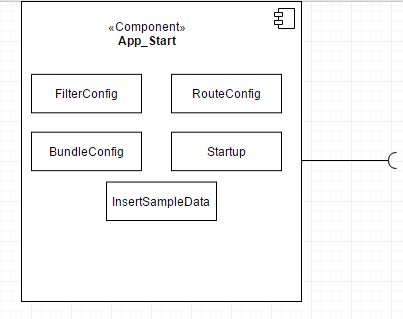 «Component»
App_Start
FilterConfig
RouteConfig
BundleConfig
Startup
InsertSampleData